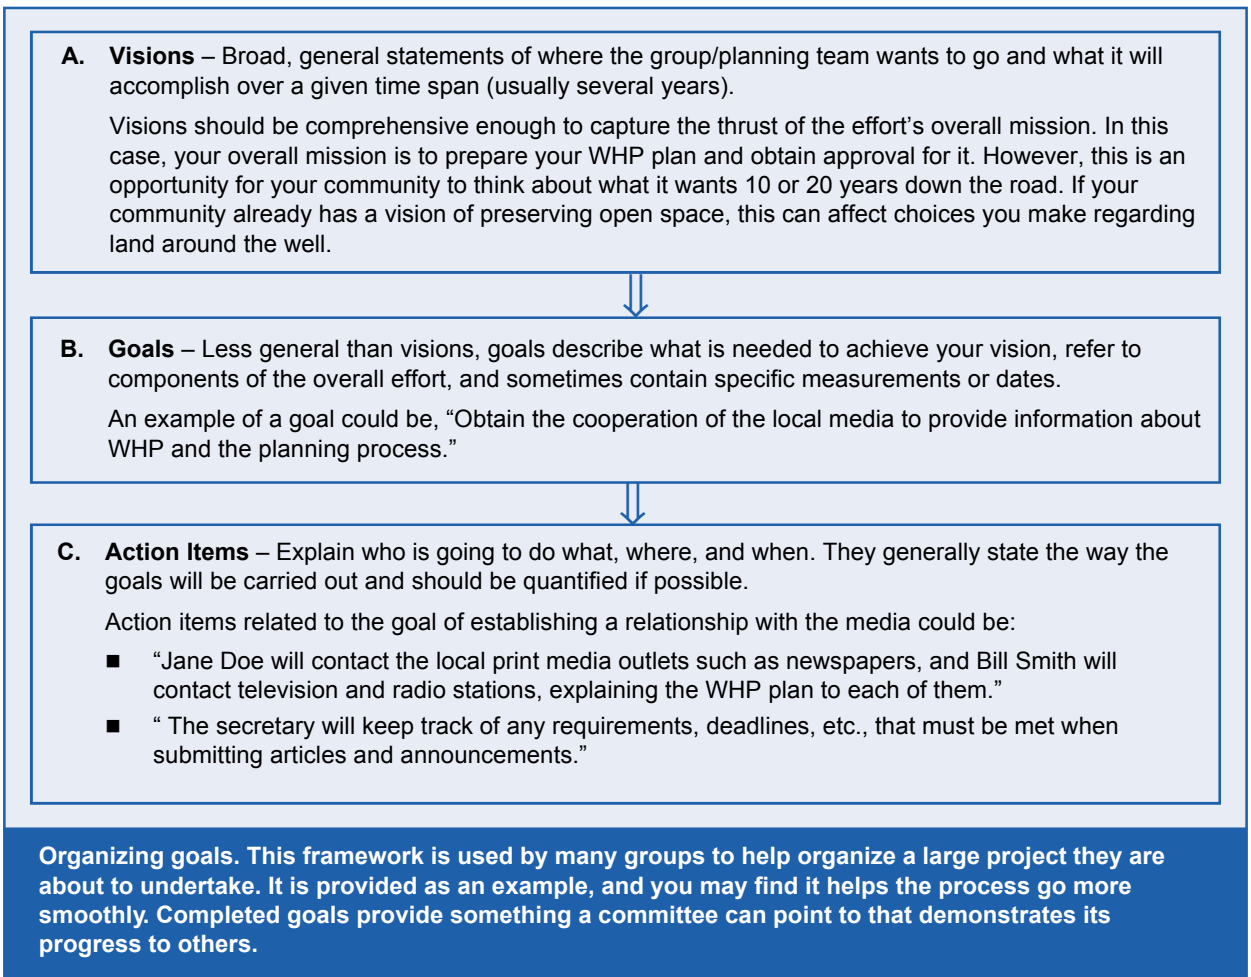 A. Visions – Broad, general statements of where the group/planning team wants to go and what it will
accomplish over a given time span (usually several years).
Visions should be comprehensive enough to capture the thrust of the effort’s overall mission. In this
case, your overall mission is to prepare your WHP plan and obtain approval for it. However, this is an
opportunity for your community to think about what it wants 10 or 20 years down the road. If your
community already has a vision of preserving open space, this can affect choices you make regarding
land around the well.
B. Goals – Less general than visions, goals describe what is needed to achieve your vision, refer to
components of the overall effort, and sometimes contain specific measurements or dates.
An example of a goal could be, “Obtain the cooperation of the local media to provide information about
WHP and the planning process.”
C. Action Items – Explain who is going to do what, where, and when. They generally state the way the
goals will be carried out and should be quantified if possible.
Action items related to the goal of establishing a relationship with the media could be:
■ “Jane Doe will contact the local print media outlets such as newspapers, and Bill Smith will
contact television and radio stations, explaining the WHP plan to each of them.”
■ “ The secretary will keep track of any requirements, deadlines, etc., that must be met when
submitting articles and announcements.”
Organizing goals. This framework is used by many groups to help organize a large project they are
about to undertake. It is provided as an example, and you may find it helps the process go more
smoothly. Completed goals provide something a committee can point to that demonstrates its
progress to others.